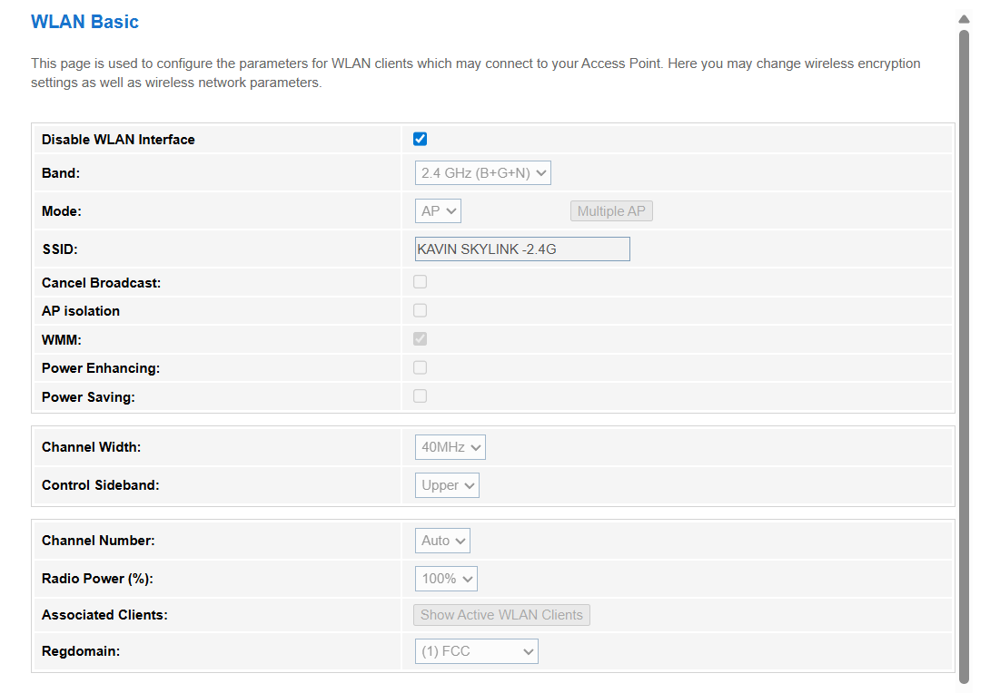 WLAN Basic
This page is used to configure the parameters for WLAN clients which may connect to your Access Point. Here you may change wireless encryption
settings as well as wireless network parameters.
Disable WLAN Interface
Band: 2.4 GHz (B+G+N)
Mode: AP Multiple AP
SSID: KAVIN SKYLINK -2.4G
Cancel Broadcast:
AP isolation
WMM:
Power Enhancing:
Power Saving:
Channel Width: 40MHz
Control Sideband: Upper
Channel Number: Auto
Radio Power (%): 100%
Associated Clients: Show Active WLAN Clients
Regdomain: (1) FCC